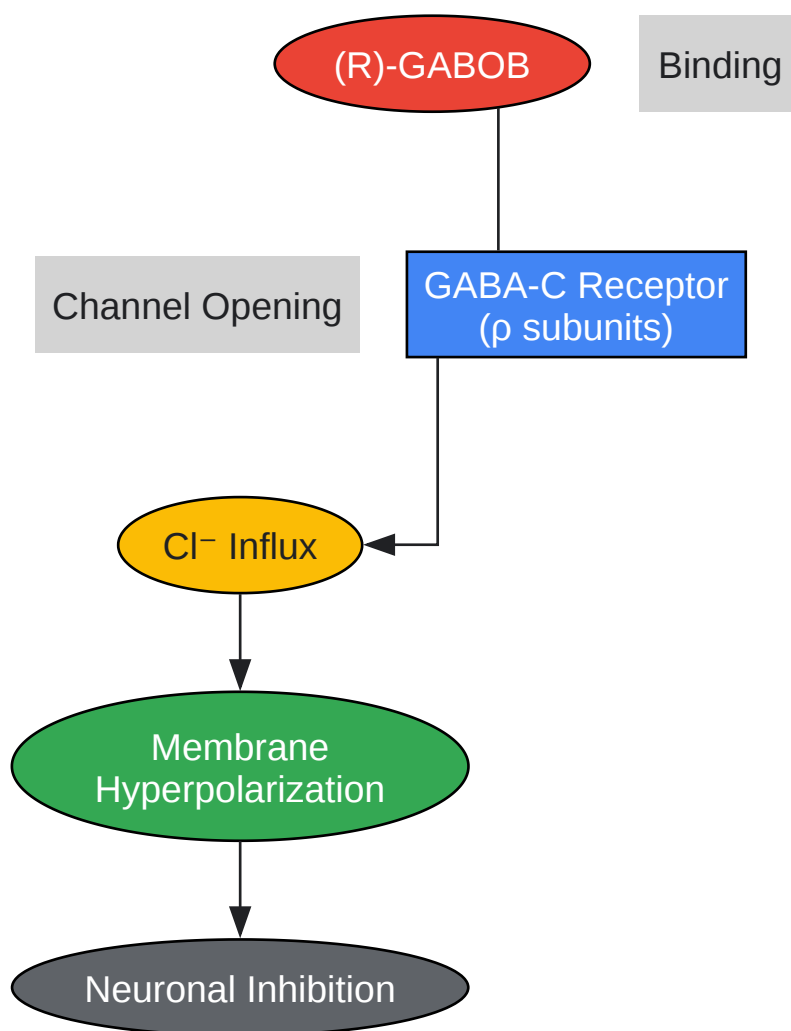 (R)-GABOB
Binding
Channel Opening
GABA-C Receptor
(ρ subunits)
Cl⁻ Influx
Membrane
Hyperpolarization
Neuronal Inhibition